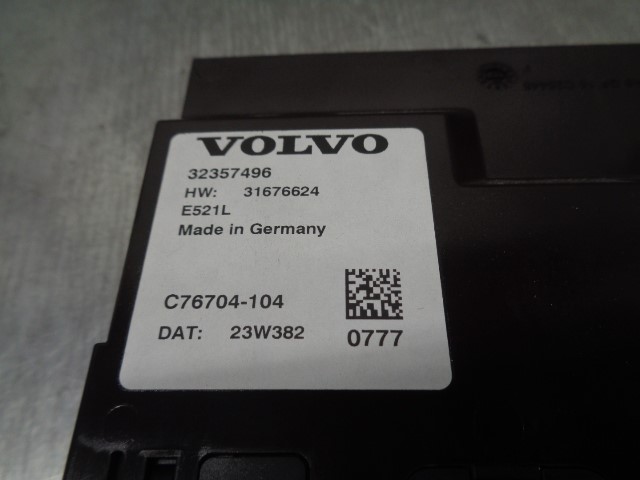 VOLVO
32357496
HW: 31676624
E521L
Made in Germany
C76704-104
DAT: 23W382
0777